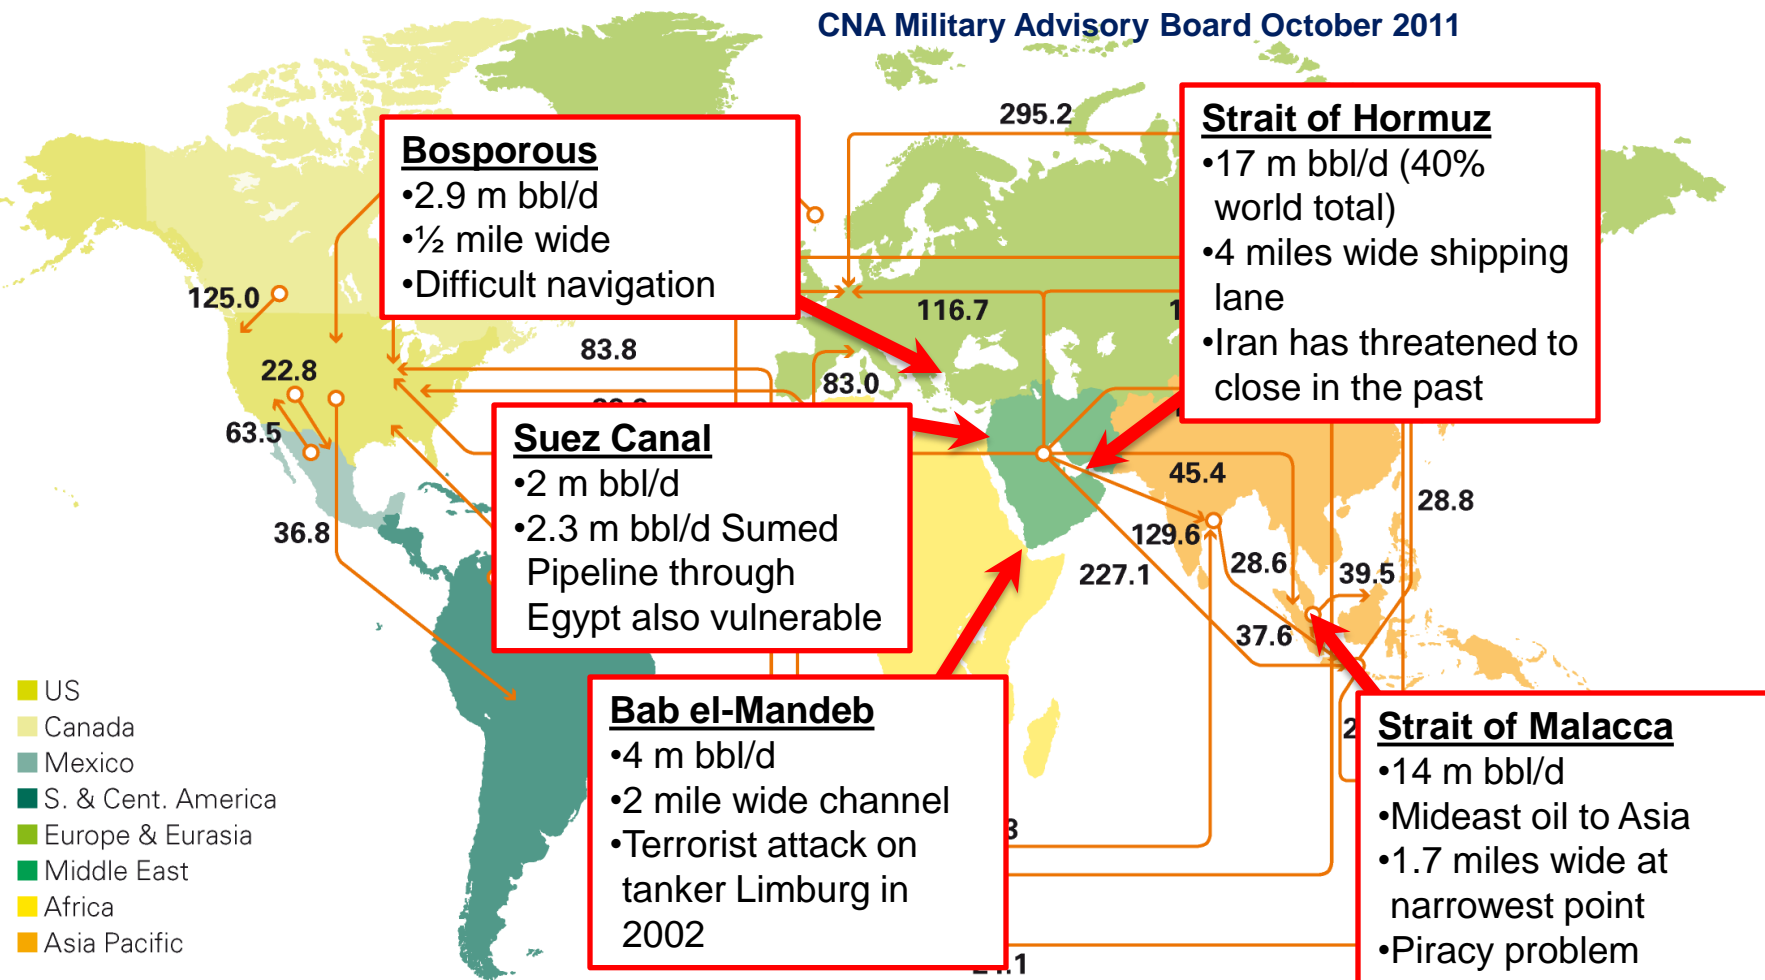 CNA Military Advisory Board October 2011
295.2
Strait of Hormuz
•17 m bbl/d (40%
world total)
•4 miles wide shipping
lane
•Iran has threatened to
close in the past
Bosporous
•2.9 m bbl/d
•½ mile wide
•Difficult navigation
125.0
116.7
83.8
22.8
83.0
63.5
Suez Canal
•2 m bbl/d
•2.3 m bbl/d Sumed
Pipeline through
Egypt also vulnerable
45.4
28.8
36.8
129.6
227.1
28.6
39.5
37.6
US
Canada
Mexico
S. & Cent. America
Europe & Eurasia
Middle East
Africa
Asia Pacific
Bab el-Mandeb
•4 m bbl/d
•2 mile wide channel
•Terrorist attack on
tanker Limburg in
2002
Strait of Malacca
•14 m bbl/d
•Mideast oil to Asia
•1.7 miles wide at
narrowest point
•Piracy problem